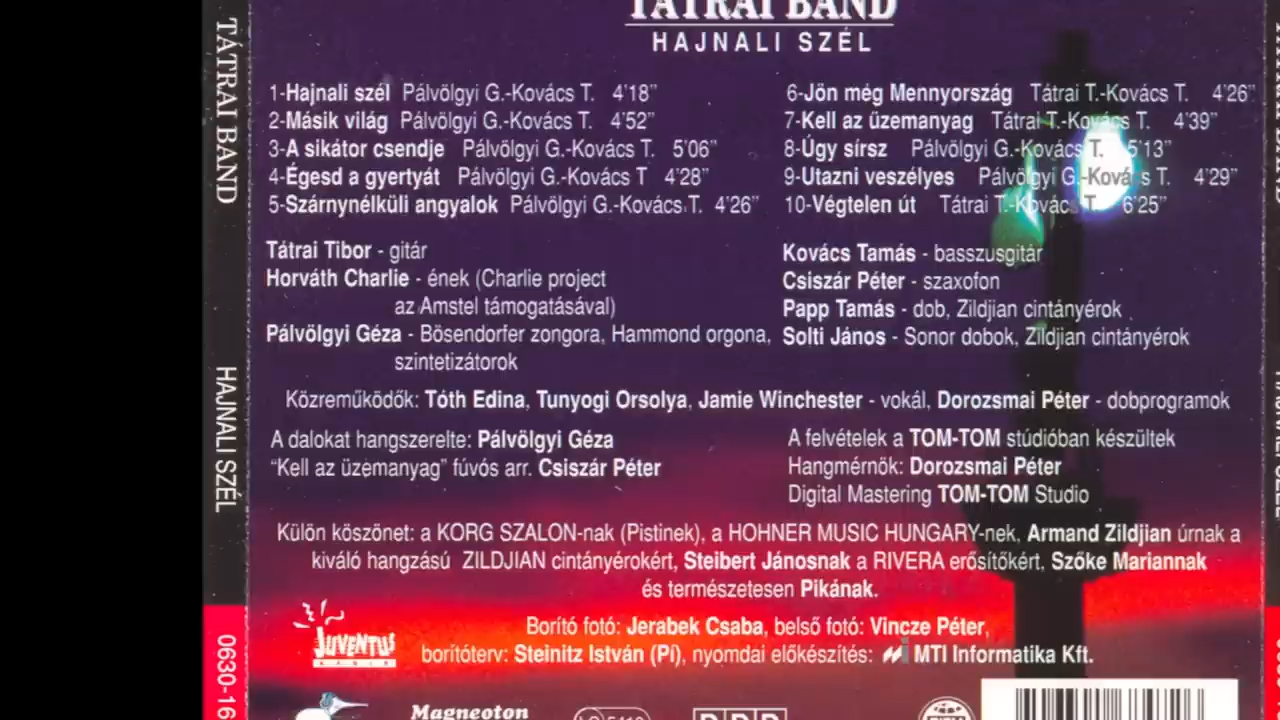 TÁTRAI BAND
HAJNALI SZÉL
TÁTRAI BAND
HAJNALI SZÉL
0630-16
1-Hajnali szél Pálvölgyi G.-Kovács T. 4'18"
2-Másik világ Pálvölgyi G.-Kovács T. 4'52"
3-A sikátor csendje Pálvölgyi G.-Kovács T. 5'06"
4-Égesd a gyertyát Pálvölgyi G.-Kovács T 4'28"
5-Szárnynélküli angyalok Pálvölgyi G.-Kovács T. 4'26"
6-Jön még Mennyország Tátrai T.-Kovács T. 4'26"
7-Kell az üzemanyag Tátrai T.-Kovács T. 4'39"
8-Úgy sírsz Pálvölgyi G.-Kovács T. 5'13"
9-Utazni veszélyes Pálvölgyi G.-Kovács T. 4'29"
10-Végtelen út Tátrai T.-Kovács T. 6'25"
Tátrai Tibor - gitár
Horváth Charlie - ének (Charlie project
az Amstel támogatásával)
Pálvölgyi Géza - Bösendorfer zongora, Hammond orgona,
szintetizátorok
Kovács Tamás - basszusgitár
Csiszár Péter - szaxofon
Papp Tamás - dob, Zildjian cintányérok
Solti János - Sonor dobok, Zildjian cintányérok
Közreműködők: Tóth Edina, Tunyogi Orsolya, Jamie Winchester - vokál, Dorozsmai Péter - dobprogramok
A dalokat hangszerelte: Pálvölgyi Géza
"Kell az üzemanyag" fúvós arr. Csiszár Péter
A felvételek a TOM-TOM stúdióban készültek
Hangmérnök: Dorozsmai Péter
Digital Mastering TOM-TOM Studio
Külön köszönet: a KORG SZALON-nak (Pistinek), a HOHNER MUSIC HUNGARY-nek, Armand Zildjian úrnak a
kiváló hangzású ZILDJIAN cintányérokért, Steibert Jánosnak a RIVERA erősítőkért, Szőke Mariannak
és természetesen Pikának.
Borító fotó: Jerabek Csaba, belső fotó: Vincze Péter,
borítóterv: Steinitz István (Pi), nyomdai előkészítés: MTI Informatika Kft.
JUVENTUS
RÁDIÓ
Magneoton
DDD